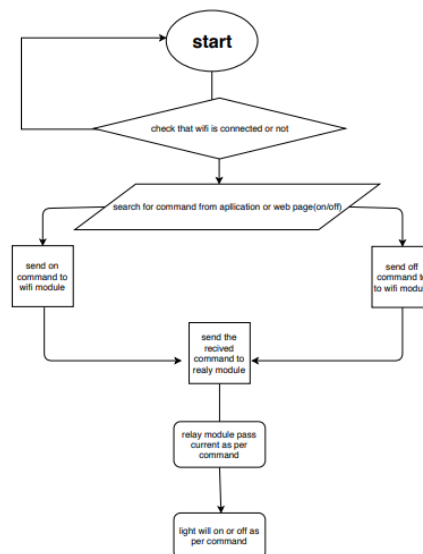 start
check that wifi is connected or not
search for command from apllication or web page(on/off)
send on
command to
wifi module
send off
command to
to wifi modul
send the
recived
command to
realy module
relay module pass
current as per
command
light will on or off as
per command